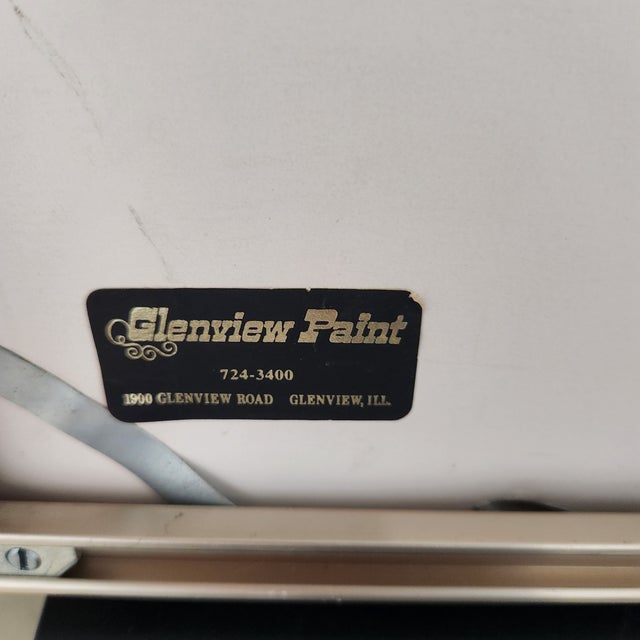 Glenview Paint
724-3400
1900 GLENVIEW ROAD GLENVIEW, ILL.